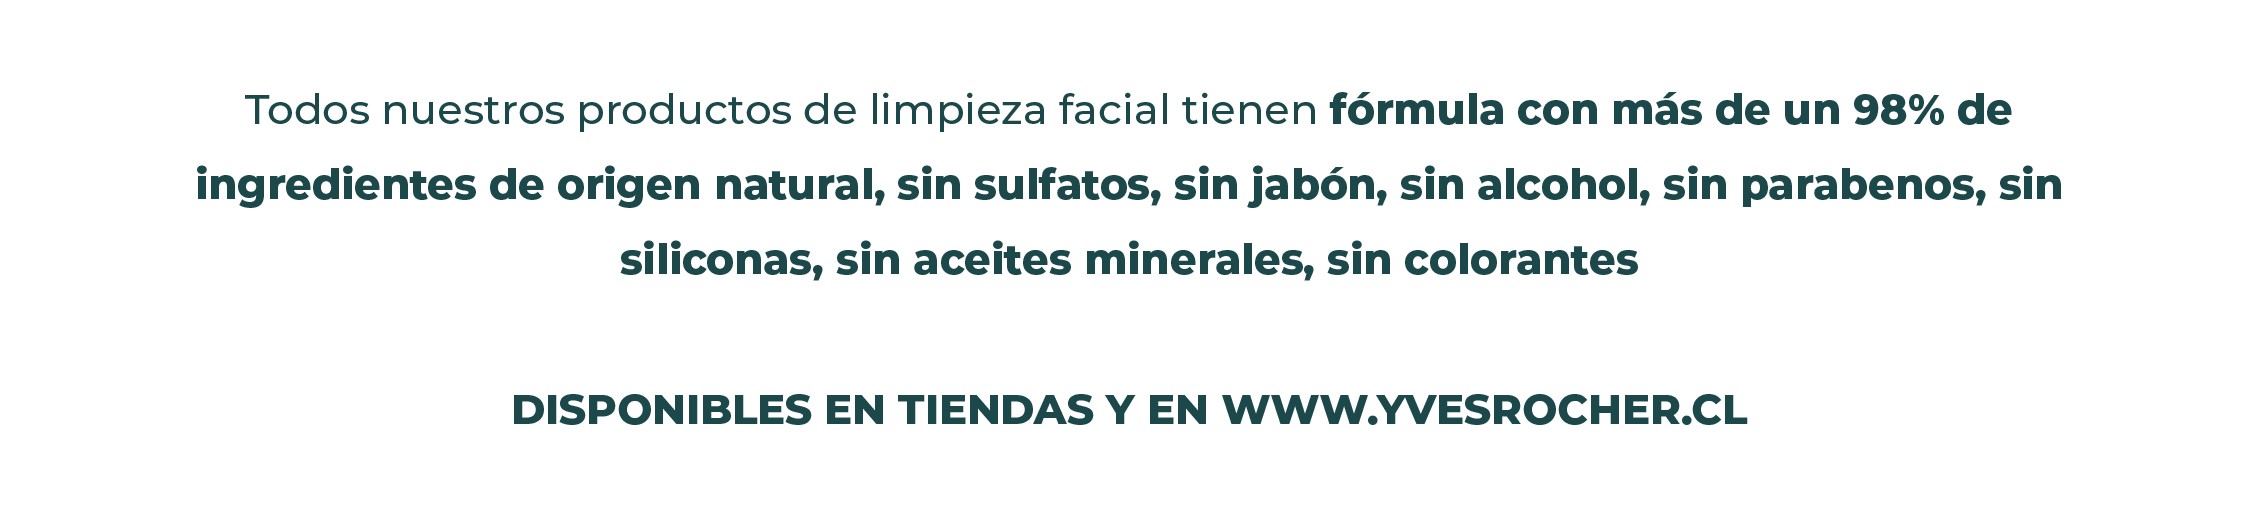 Todos nuestros productos de limpieza facial tienen fórmula con más de un 98% de
ingredientes de origen natural, sin sulfatos, sin jabón, sin alcohol, sin parabenos, sin
siliconas, sin aceites minerales, sin colorantes
DISPONIBLES EN TIENDAS Y EN WWW.YVESROCHER.CL